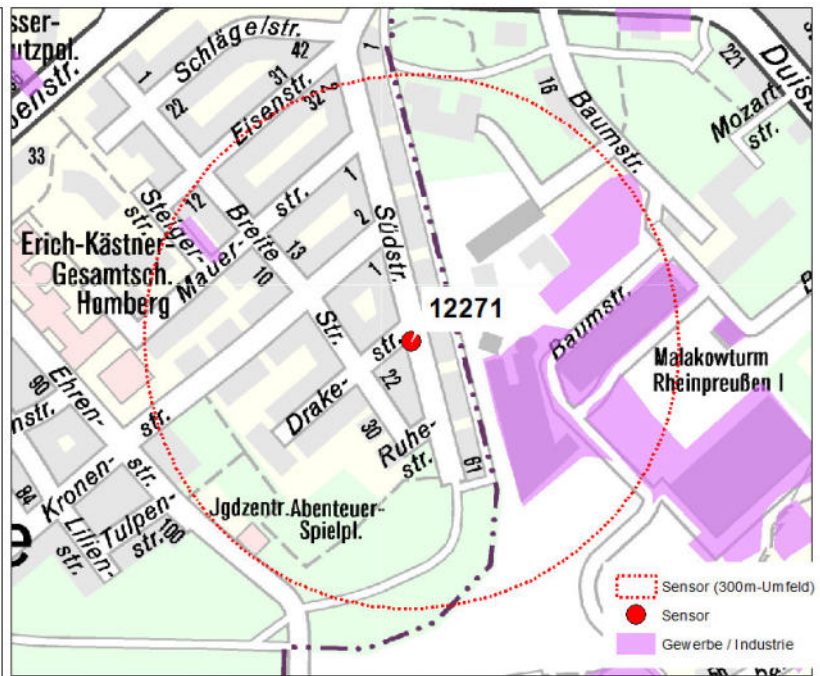 sser-
utzpol.
Schlägelstr.
42
1
1
22
31
Eisenstr.
32
221
Duisb
16
Baumstr.
Mozart-
str.
33
12
Steiger-
str.
Breite
str.
1
2
Südstr.
Erich-Kästner-
Gesamtsch.
Homberg
Mauer-
10
13
1
12271
Str.
str.
22
Baumstr.
Malakowturm
Rheinpreußen I
90
Ehren-
str.
Drake-
30
Ruhe-
str.
61
nstr.
84
Kronen-
str.
Lilien-
str.
Tulpen-
str.
100
Jgdzentr.
Abenteuer-
Spielpl.
e
Sensor (300m-Umfeld)
Sensor
Gewerbe / Industrie